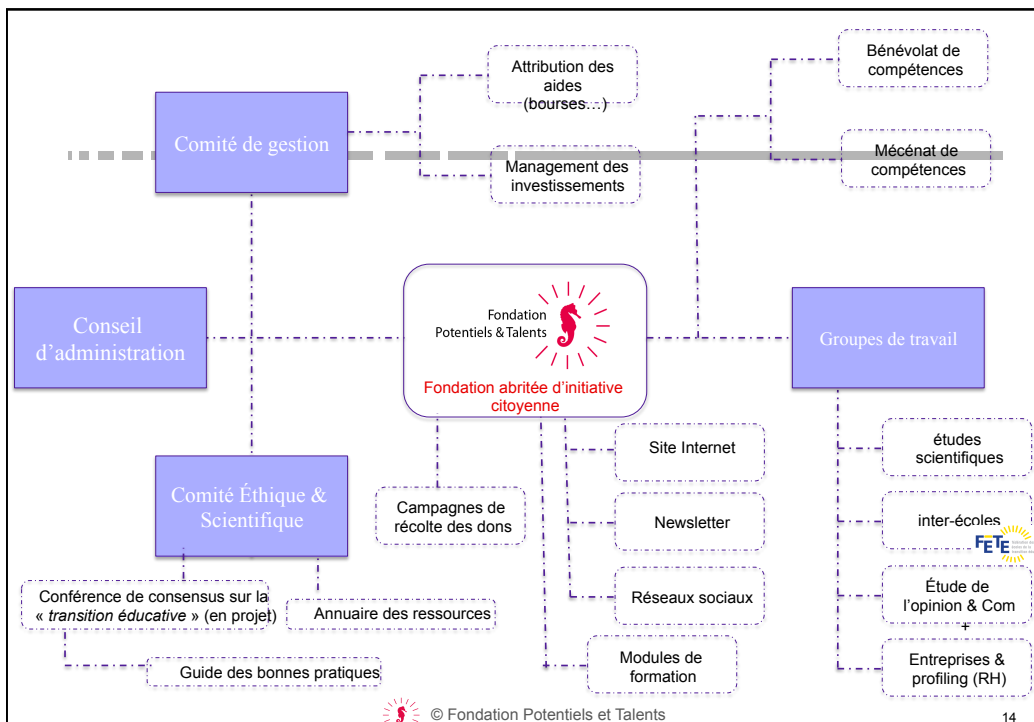 Attribution des
aides
(bourses…)
Bénévolat de
compétences
Comité de gestion
Management des
investissements
Mécénat de
compétences
Conseil
d’administration
Fondation
Potentiels & Talents
Fondation abritée d’initiative
citoyenne
Groupes de travail
Comité Éthique &
Scientifique
Campagnes de
récolte des dons
Site Internet
Newsletter
Réseaux sociaux
Modules de
formation
études
scientifiques
inter-écoles
FETE
Étude de
l’opinion & Com
+
Entreprises &
profiling (RH)
Conférence de consensus sur la
« transition éducative » (en projet)
Annuaire des ressources
Guide des bonnes pratiques
© Fondation Potentiels et Talents
14